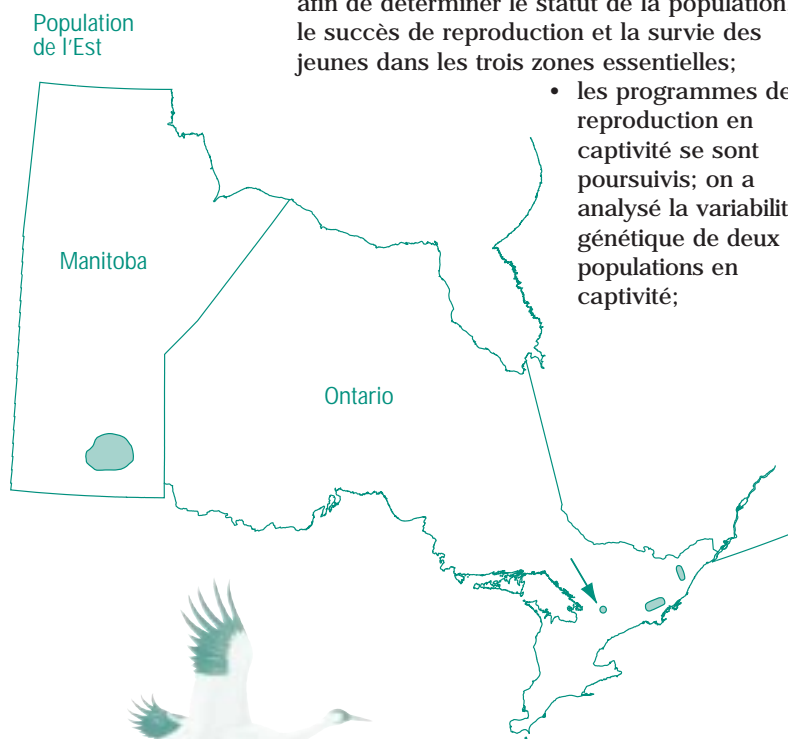 afin de déterminer le statut de la population
le succès de reproduction et la survie des
jeunes dans les trois zones essentielles;
• les programmes de
reproduction en
captivité se sont
poursuivis; on a
analysé la variabilit
génétique de deux
populations en
captivité;
Population
de l'Est
Manitoba
Ontario